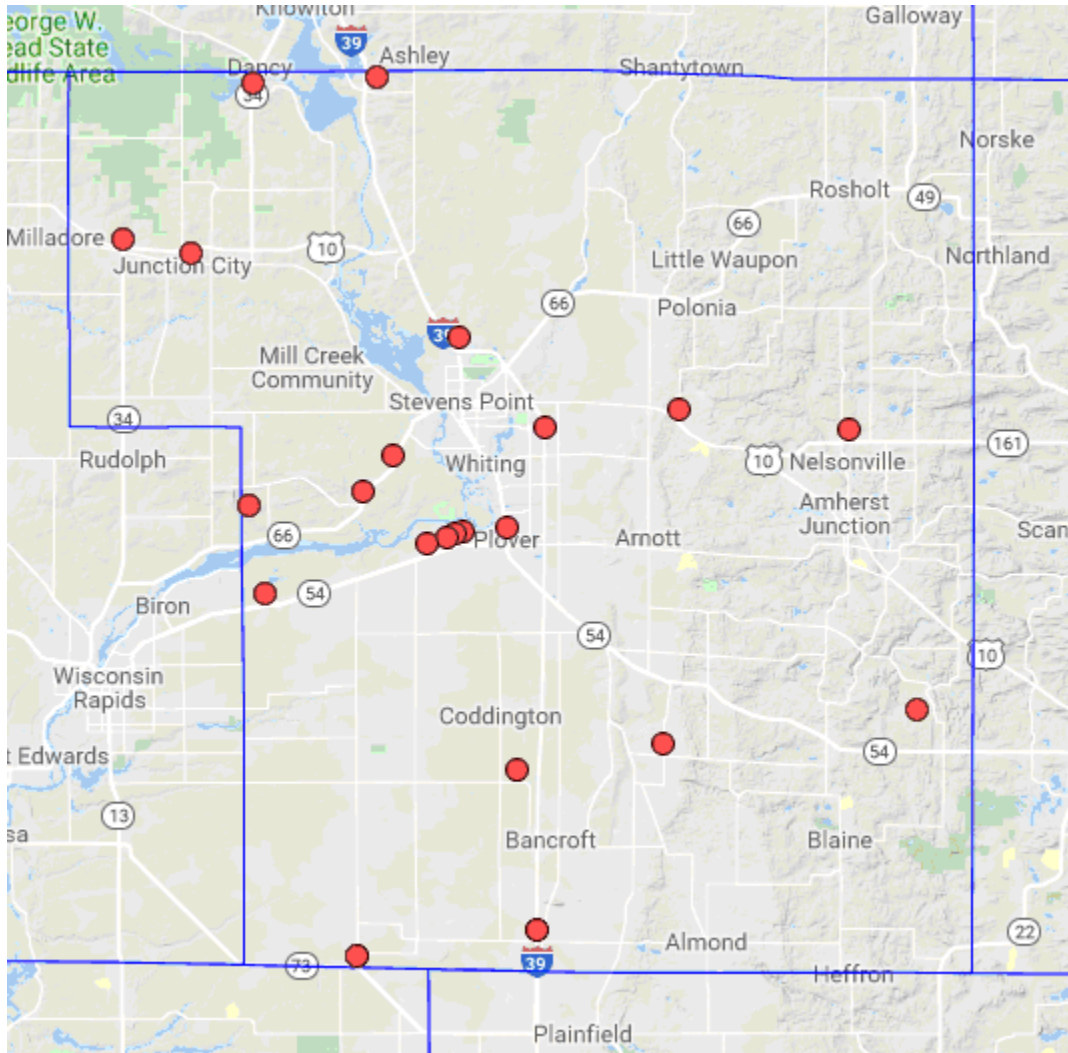 Knowlton
Galloway
eorge W.
ead State
dlife Area
39
Ashley
Dancy
34
Shantytown
Norske
Rosholt
49
66
Milladore
10
Junction City
Little Waupon
Northland
66
Polonia
39
Mill Creek
Community
Stevens Point
34
Rudolph
Whiting
10
Nelsonville
161
Amherst
Junction
66
Plover
Arnott
Scan
Biron
54
54
10
Wisconsin
Rapids
Coddington
t Edwards
54
13
sa
Bancroft
Blaine
Almond
22
73
39
Heffron
Plainfield